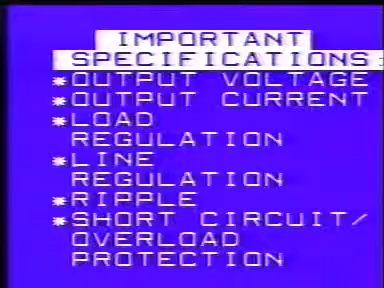 IMPORTANT
SPECIFICATIONS:
*OUTPUT VOLTAGE
*OUTPUT CURRENT
*LOAD
REGULATION
*LINE
REGULATION
*RIPPLE
*SHORT CIRCUIT/
OVERLOAD
PROTECTION